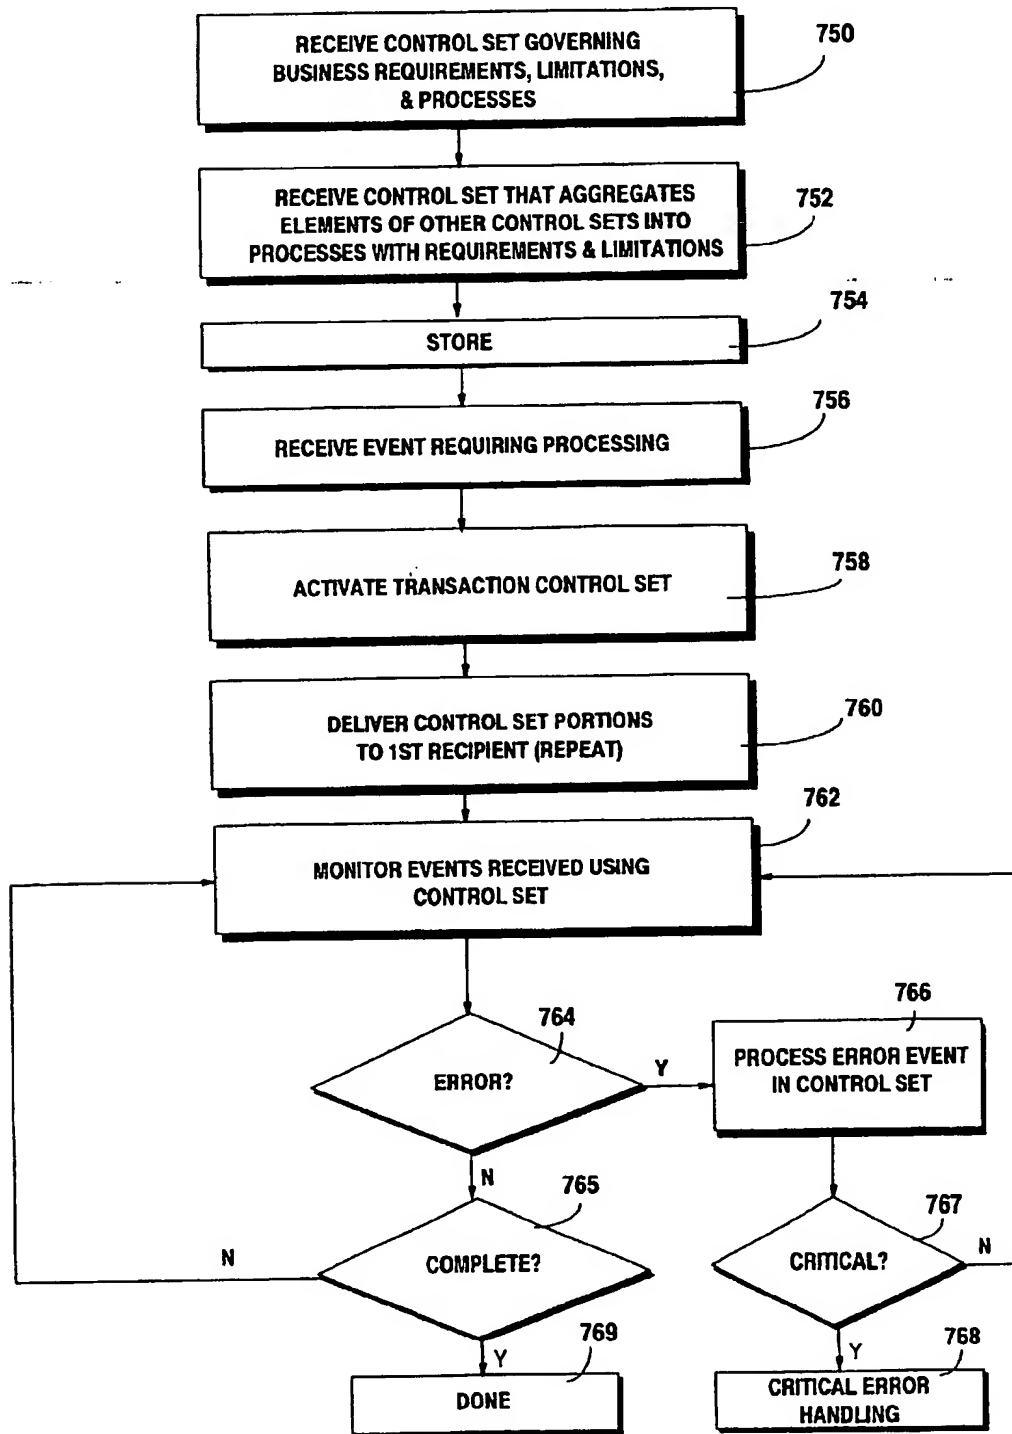 RECEIVE CONTROL SET GOVERNING
BUSINESS REQUIREMENTS, LIMITATIONS,
& PROCESSES
750
RECEIVE CONTROL SET THAT AGGREGATES
ELEMENTS OF OTHER CONTROL SETS INTO
PROCESSES WITH REQUIREMENTS & LIMITATIONS
752
STORE
754
RECEIVE EVENT REQUIRING PROCESSING
756
ACTIVATE TRANSACTION CONTROL SET
758
DELIVER CONTROL SET PORTIONS
TO 1ST RECIPIENT (REPEAT)
760
MONITOR EVENTS RECEIVED USING
CONTROL SET
762
ERROR?
764
Y
PROCESS ERROR EVENT
IN CONTROL SET
766
N
COMPLETE?
765
N
CRITICAL?
767
N
Y
DONE
769
Y
CRITICAL ERROR
HANDLING
768